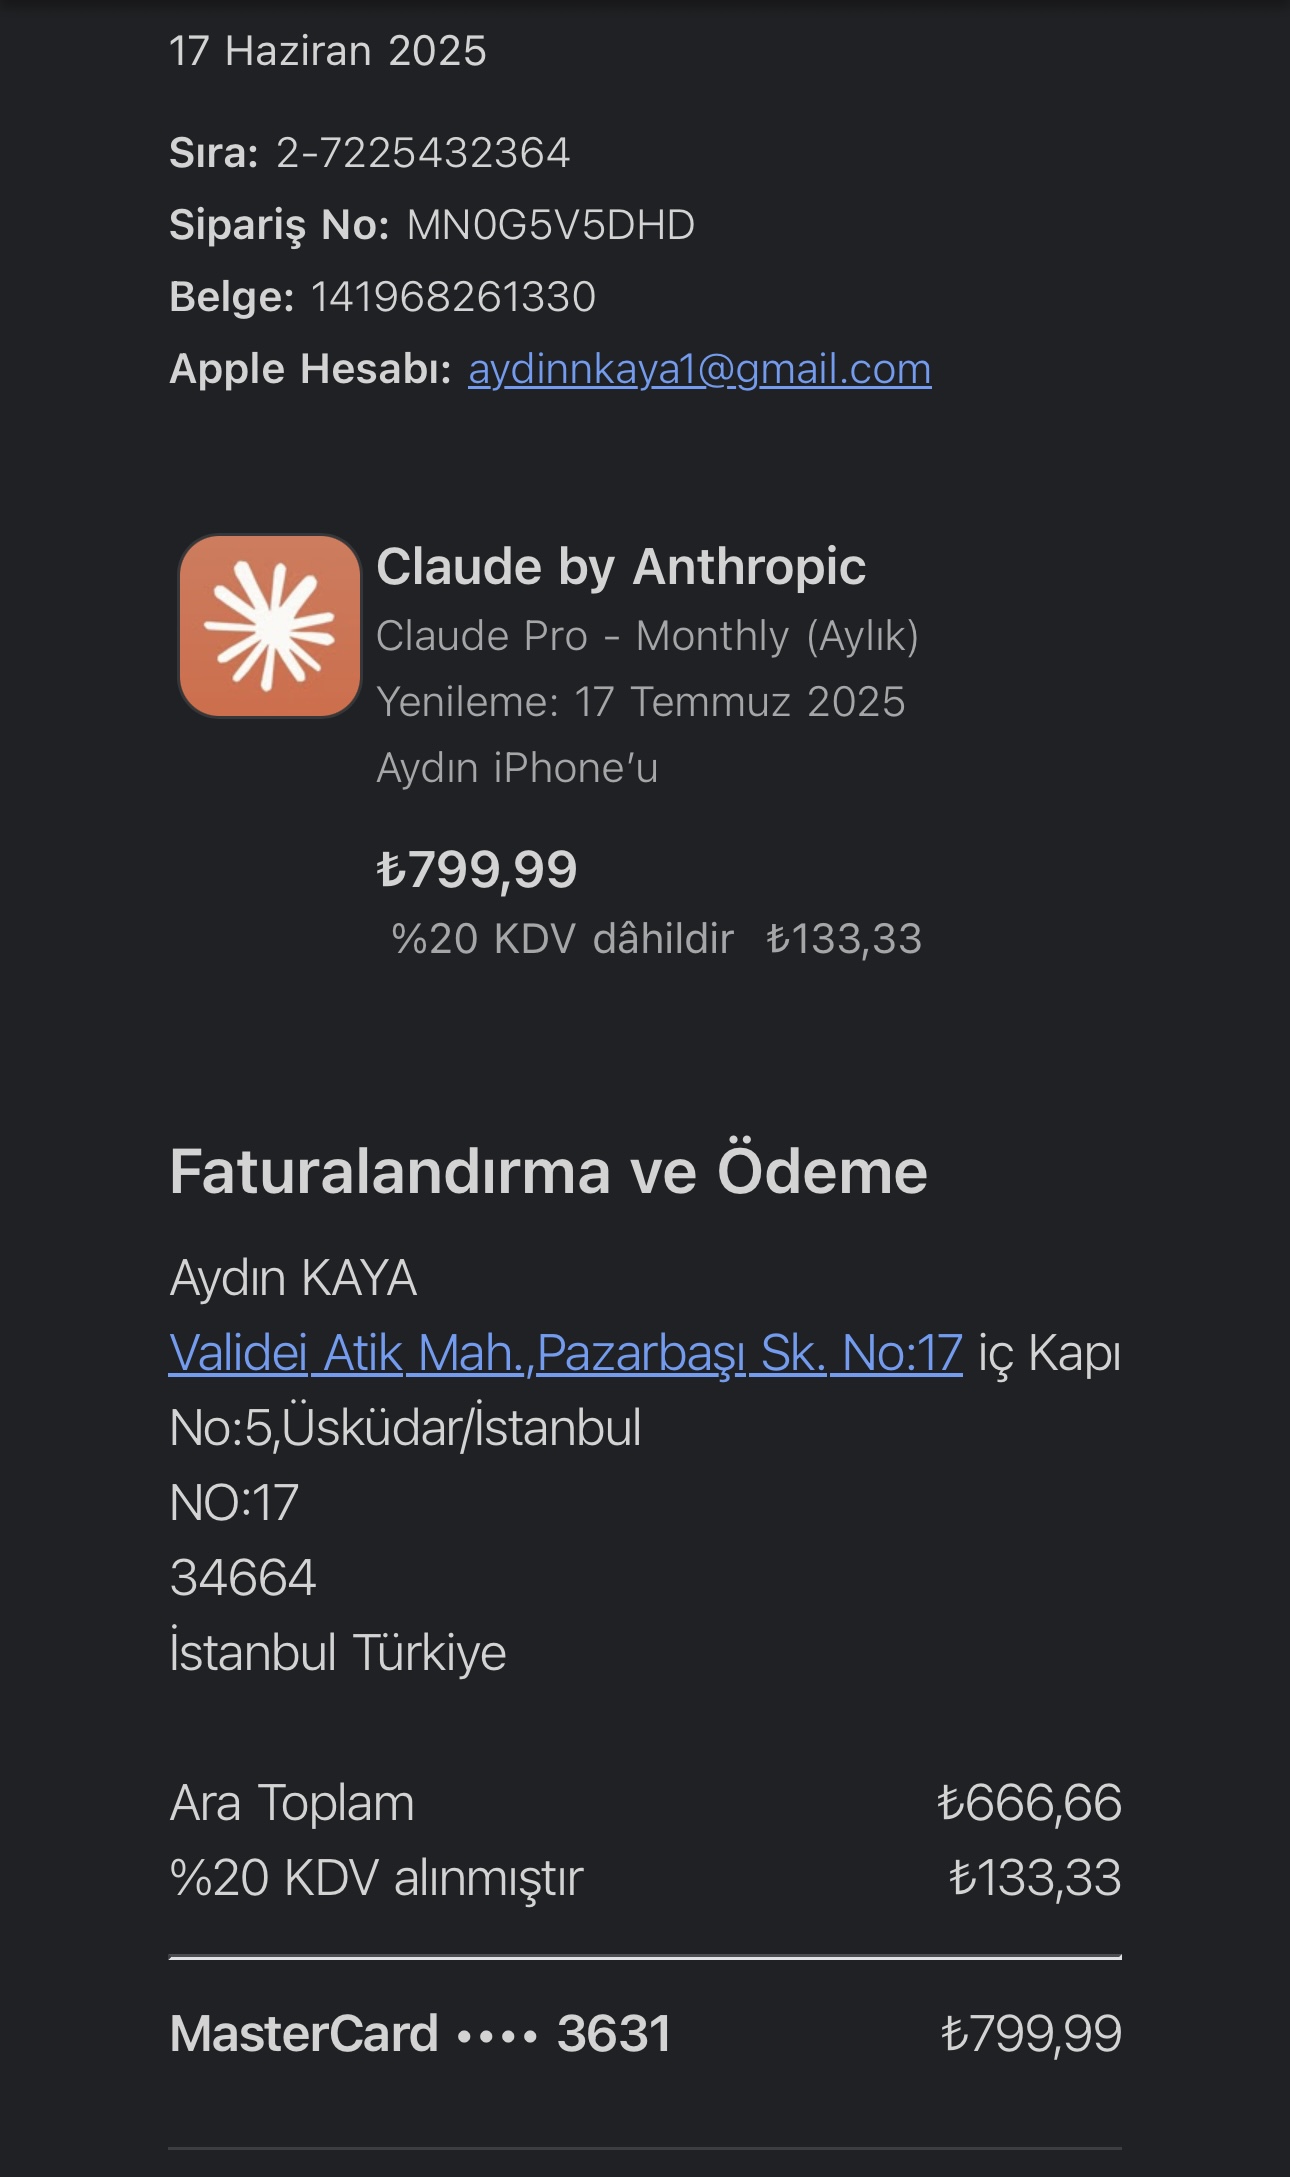 17 Haziran 2025
Sıra: 2-7225432364
Sipariş No: MN0G5V5DHD
Belge: 141968261330
Apple Hesabı: aydinnkaya1@gmail.com
Claude by Anthropic
Claude Pro - Monthly (Aylık)
Yenileme: 17 Temmuz 2025
Aydın iPhone’u
₺799,99
%20 KDV dâhildir ₺133,33
Faturalandırma ve Ödeme
Aydın KAYA
Validei Atik Mah.,Pazarbaşı Sk. No:17 iç Kapı
No:5,Üsküdar/İstanbul
NO:17
34664
İstanbul Türkiye
Ara Toplam ₺666,66
%20 KDV alınmıştır ₺133,33
MasterCard •••• 3631 ₺799,99